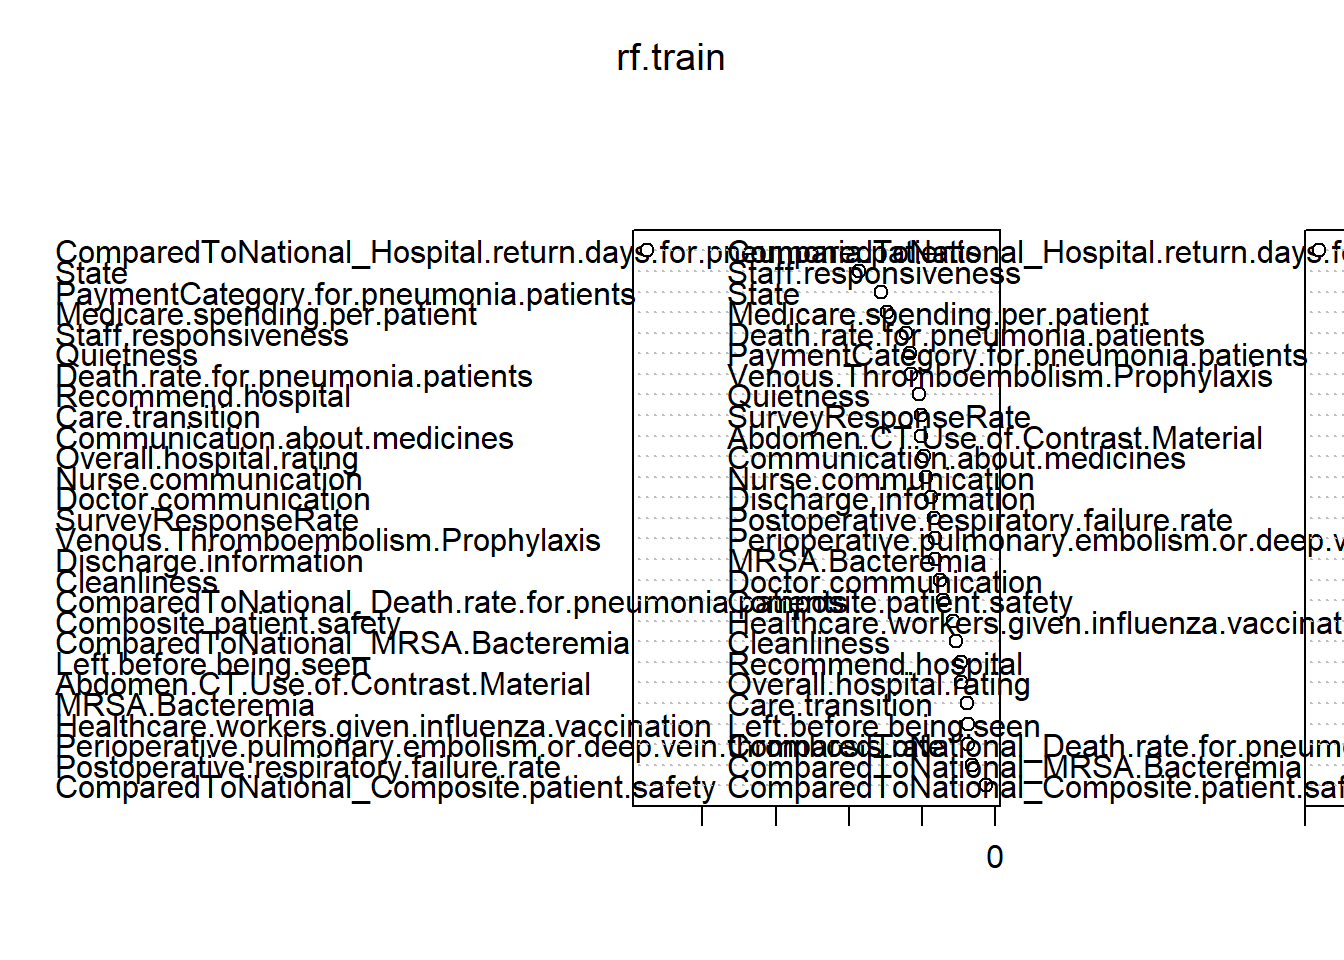 rf.train
ComparedToNational_Hospital.return.days.for.pneumonia.patients
State
PaymentCategory.for.pneumonia.patients
Medicare.spending.per.patient
Staff.responsiveness
Quietness
Death.rate.for.pneumonia.patients
Recommend.hospital
Care.transition
Communication.about.medicines
Overall.hospital.rating
Nurse.communication
Doctor.communication
SurveyResponseRate
Venous.Thromboembolism.Prophylaxis
Discharge.information
Cleanliness
ComparedToNational_Death.rate.for.pneumonia.patients
Composite.patient.safety
ComparedToNational_MRSA.Bacteremia
Left.before.being.seen
Abdomen.CT.Use.of.Contrast.Material
MRSA.Bacteremia
Healthcare.workers.given.influenza.vaccination
Perioperative.pulmonary.embolism.or.deep.vein.thrombosis.rate
Postoperative.respiratory.failure.rate
ComparedToNational_Composite.patient.safety
ComparedToNational_Hospital.return.days.fo
Staff.responsiveness
State
Medicare.spending.per.patient
Death.rate.for.pneumonia.patients
PaymentCategory.for.pneumonia.patients
Venous.Thromboembolism.Prophylaxis
Quietness
SurveyResponseRate
Abdomen.CT.Use.of.Contrast.Material
Communication.about.medicines
Nurse.communication
Discharge.information
Postoperative.respiratory.failure.rate
Perioperative.pulmonary.embolism.or.deep.v
MRSA.Bacteremia
Doctor.communication
Composite.patient.safety
Healthcare.workers.given.influenza.vaccinat
Cleanliness
Recommend.hospital
Overall.hospital.rating
Care.transition
Left.before.being.seen
ComparedToNational_Death.rate.for.pneum
ComparedToNational_MRSA.Bacteremia
ComparedToNational_Composite.patient.saf
0